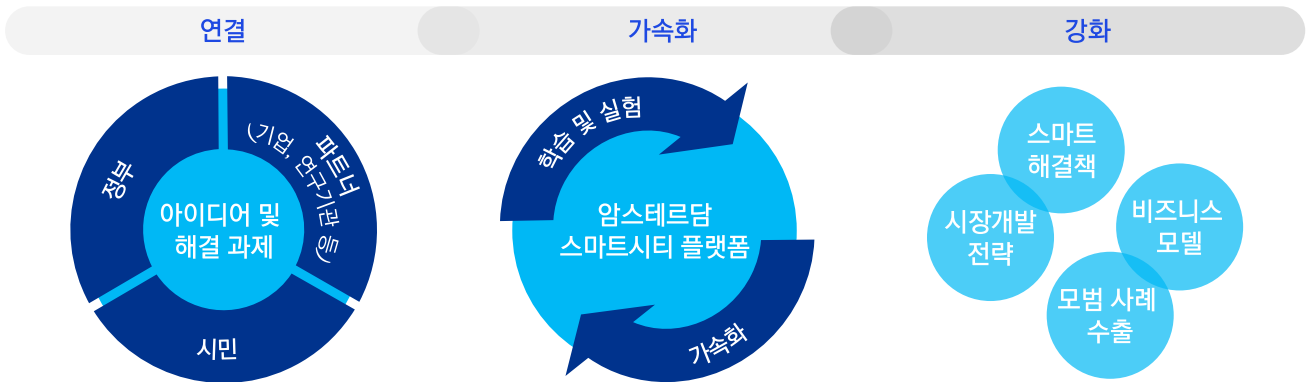 연결
가속화
강화
정부
파트너
(기업, 연구기관 등)
아이디어 및
해결 과제
시민
학습 및 실험
암스테르담
스마트시티 플랫폼
가속화
스마트
해결책
시장개발
전략
비즈니스
모델
모범 사례
수출